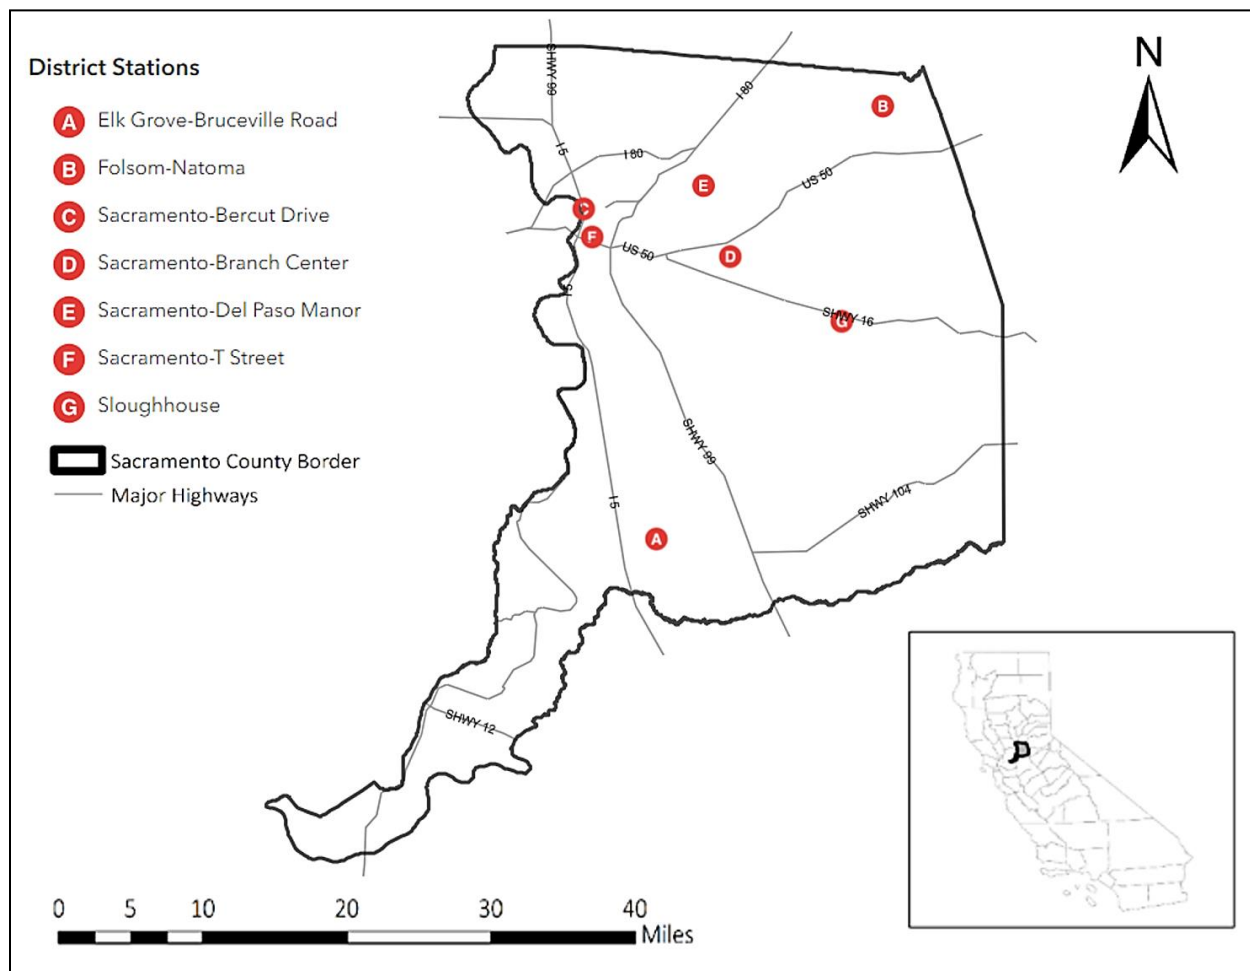 N
District Stations
A Elk Grove-Bruceville Road
B Folsom-Natoma
C Sacramento-Bercut Drive
D Sacramento-Branch Center
E Sacramento-Del Paso Manor
F Sacramento-T Street
G Sloughhouse
Sacramento County Border
Major Highways
SHWY 99
I 80
B
I 5
I 80
US 50
E
C
F
US 50
D
I 5
SHWY 16
G
SHWY 99
I 5
SHWY 104
A
SHWY 12
0 5 10 20 30 40
Miles